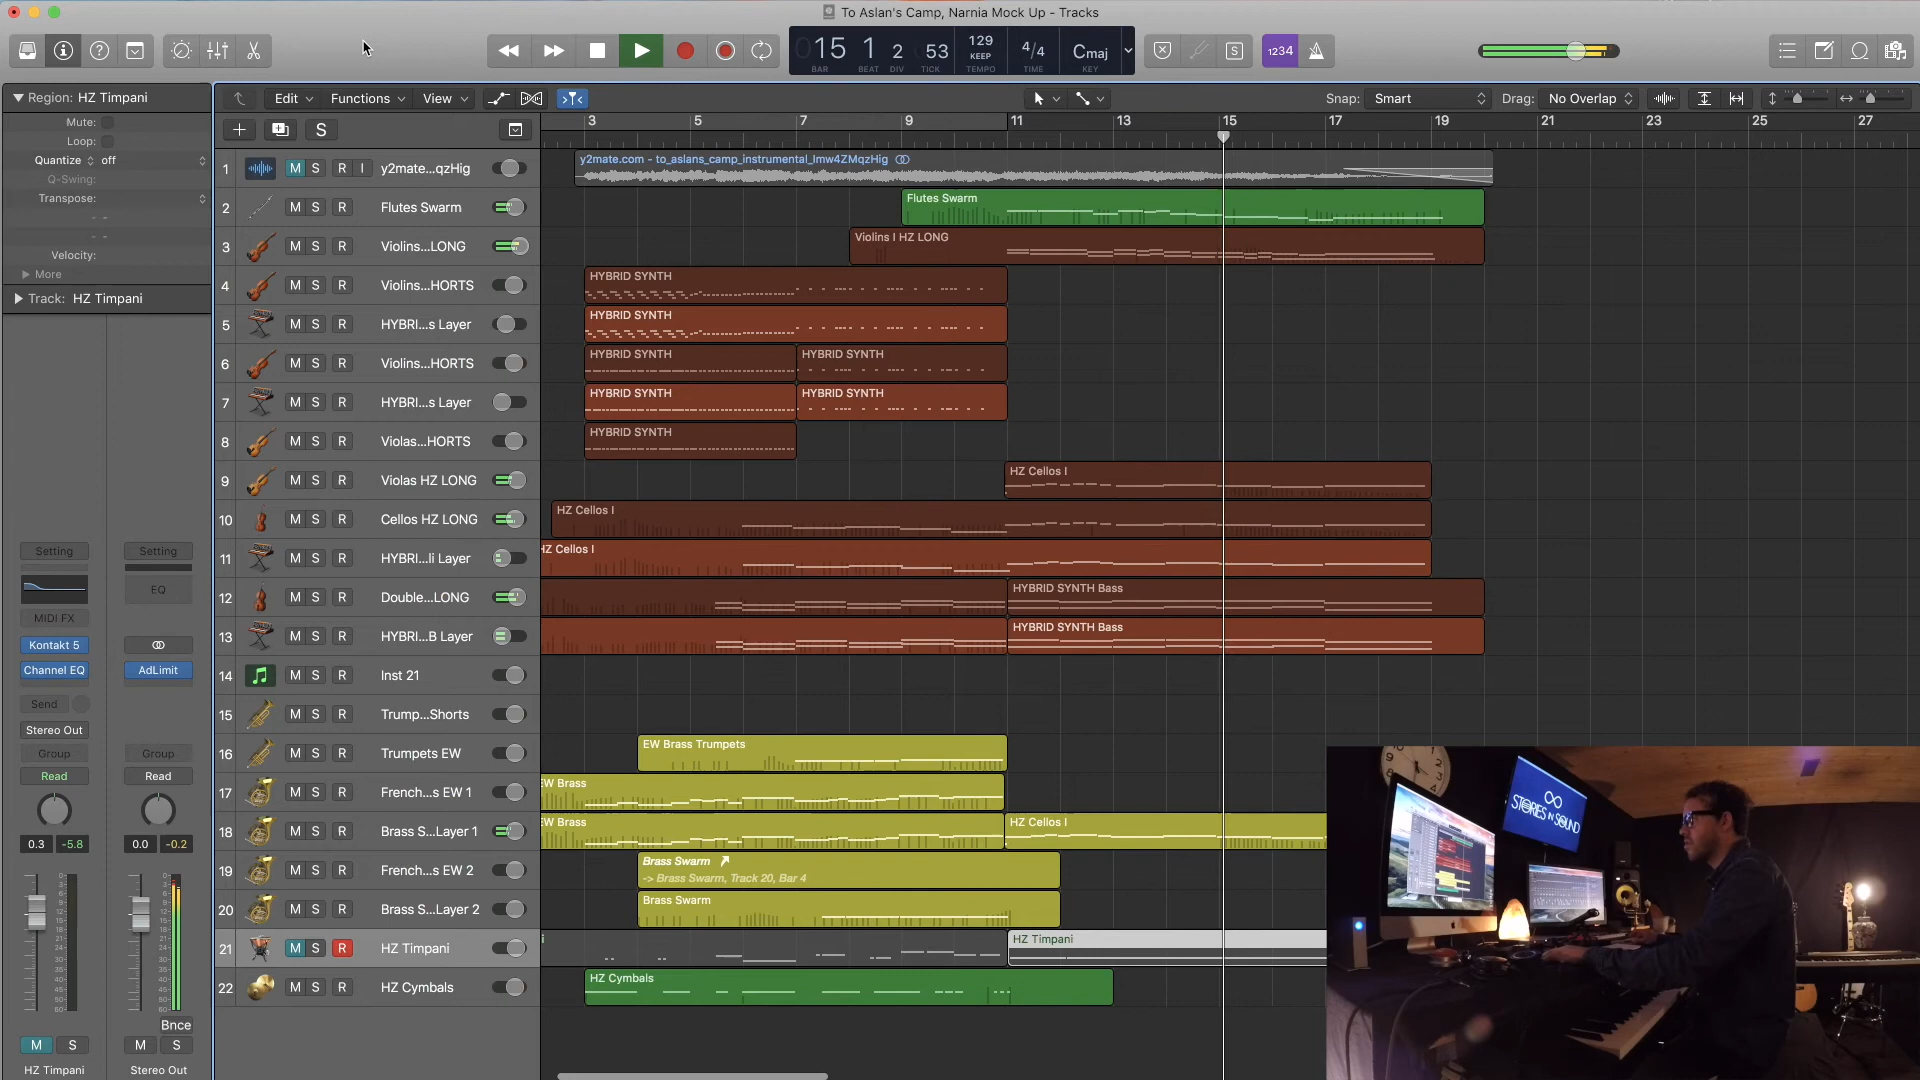 To Aslan's Camp, Narnia Mock Up - Tracks
15 1 2 53
BAR BEAT DIV TICK
129
KEEP
TEMPO
4/4
TIME
Cmaj
KEY
S
1234
Region: HZ Timpani
Mute:
Loop:
Quantize off
Q-Swing:
Transpose:
Velocity:
More
Track: HZ Timpani
Edit Functions View
Snap: Smart
Drag: No Overlap
S
3 5 7 9 11 13 15 17 19 21 23 25 27
1 M S R I y2mate...qzHig
y2mate.com - to_aslans_camp_instrumental_Imw4ZMqzHig
2 M S R Flutes Swarm
Flutes Swarm
3 M S R Violins...LONG
Violins I HZ LONG
4 M S R Violins...HORTS
HYBRID SYNTH
5 M S R HYBRI...s Layer
HYBRID SYNTH
6 M S R Violins...HORTS
HYBRID SYNTH HYBRID SYNTH
7 M S R HYBRI...s Layer
HYBRID SYNTH HYBRID SYNTH
8 M S R Violas...HORTS
HYBRID SYNTH
9 M S R Violas HZ LONG
HZ Cellos I
10 M S R Cellos HZ LONG
HZ Cellos I
11 M S R HYBRI...li Layer
HZ Cellos I
12 M S R Double...LONG
HYBRID SYNTH Bass
13 M S R HYBRI...B Layer
HYBRID SYNTH Bass
14 M S R Inst 21
15 M S R Trump...Shorts
16 M S R Trumpets EW
EW Brass Trumpets
17 M S R French...s EW 1
EW Brass
18 M S R Brass S...Layer 1
EW Brass HZ Cellos I
19 M S R French...s EW 2
Brass Swarm
-> Brass Swarm, Track 20, Bar 4
20 M S R Brass S...Layer 2
Brass Swarm
21 M S R HZ Timpani
i HZ Timpani
22 M S R HZ Cymbals
HZ Cymbals
Setting Setting
EQ
MIDI FX
Kontakt 5
Channel EQ AdLimit
Send
Stereo Out
Group Group
Read Read
0.3 -5.8 0.0 -0.2
Bnce
M S M S
HZ Timpani Stereo Out
STORIES IN SOUND